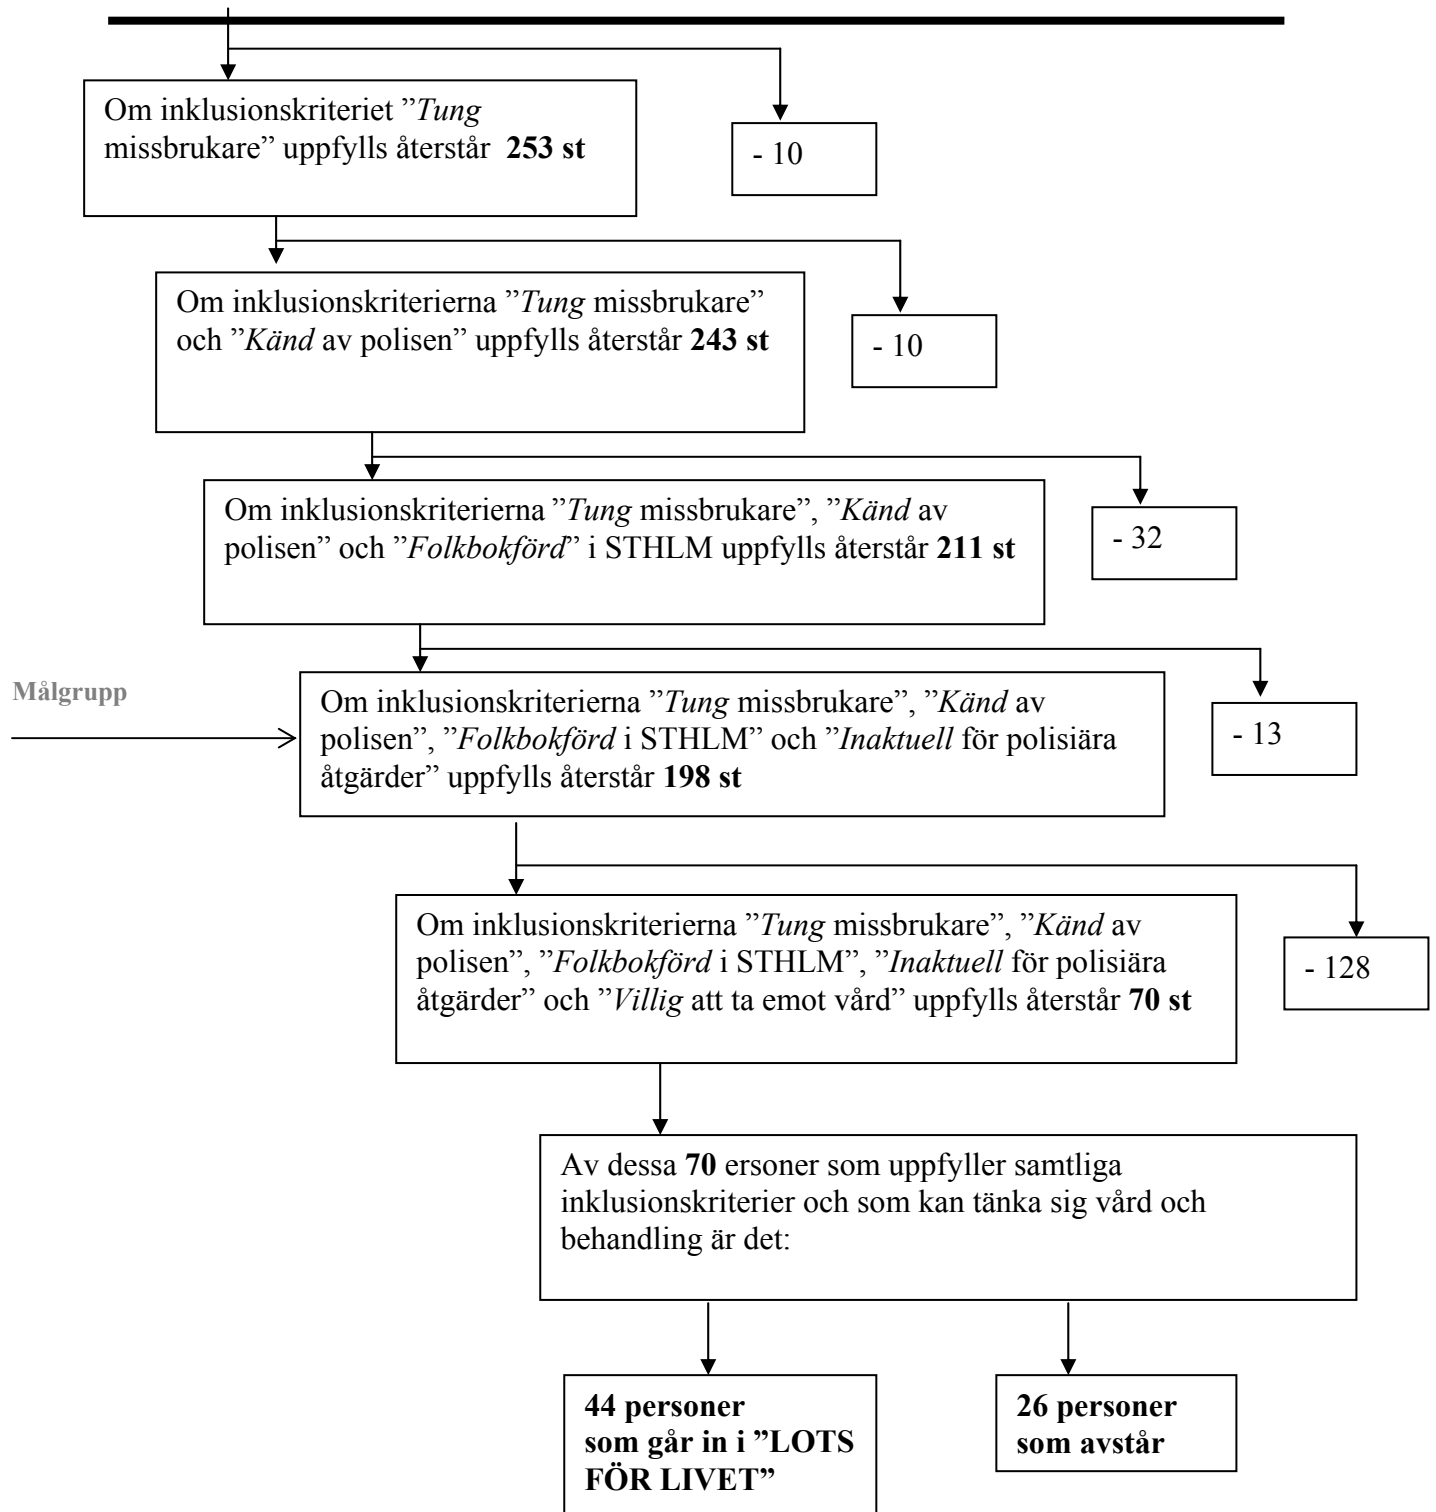 Om inklusionskriteriet ”Tung
missbrukare” uppfylls återstår 253 st
- 10
Om inklusionskriterierna ”Tung missbrukare”
och ”Känd av polisen” uppfylls återstår 243 st
- 10
Om inklusionskriterierna ”Tung missbrukare”, ”Känd av
polisen” och ”Folkbokförd” i STHLM uppfylls återstår 211 st
- 32
Målgrupp
Om inklusionskriterierna ”Tung missbrukare”, ”Känd av
polisen”, ”Folkbokförd i STHLM” och ”Inaktuell för polisiära
åtgärder” uppfylls återstår 198 st
- 13
Om inklusionskriterierna ”Tung missbrukare”, ”Känd av
polisen”, ”Folkbokförd i STHLM”, ”Inaktuell för polisiära
åtgärder” och ”Villig att ta emot vård” uppfylls återstår 70 st
- 128
Av dessa 70 ersoner som uppfyller samtliga
inklusionskriterier och som kan tänka sig vård och
behandling är det:
44 personer
som går in i ”LOTS
FÖR LIVET”
26 personer
som avstår